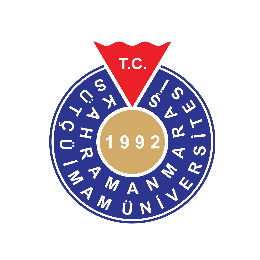 T.C.
KAHRAMANMARAŞ
SÜTÇÜ İMAM ÜNİVERSİTESİ
1992